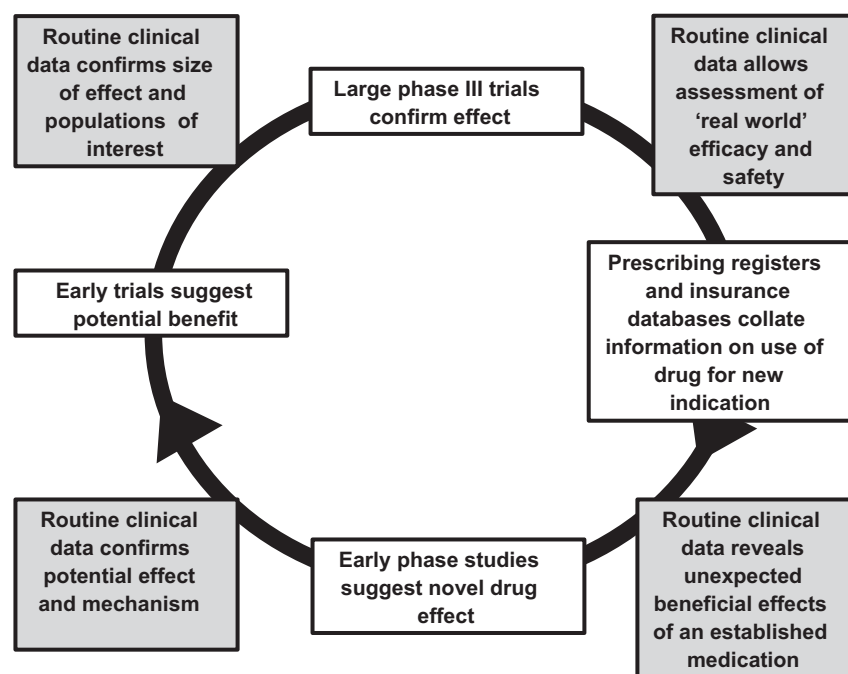 Routine clinical
data confirms size
of effect and
populations of
interest
Large phase III trials
confirm effect
Routine clinical
data allows
assessment of
‘real world’
efficacy and
safety
Early trials suggest
potential benefit
Prescribing registers
and insurance
databases collate
information on use of
drug for new
indication
Routine clinical
data confirms
potential effect
and mechanism
Early phase studies
suggest novel drug
effect
Routine clinical
data reveals
unexpected
beneficial effects
of an established
medication